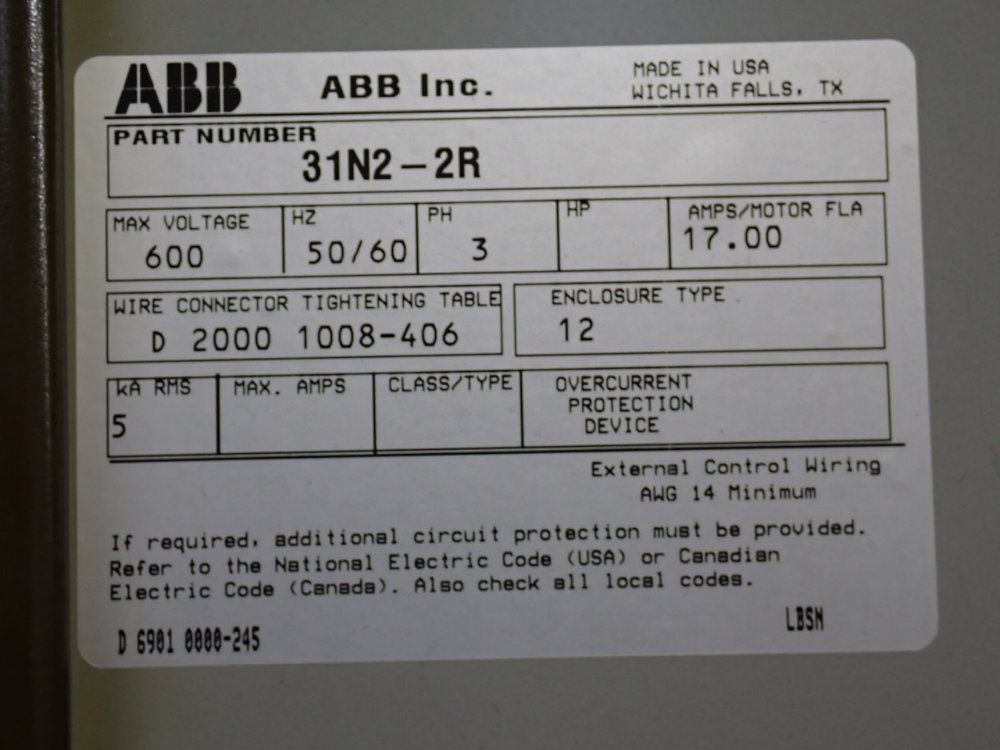 ABB ABB Inc. MADE IN USA
WICHITA FALLS, TX
PART NUMBER
31N2-2R
MAX VOLTAGE HZ PH HP AMPS/MOTOR FLA
600 50/60 3 17.00
WIRE CONNECTOR TIGHTENING TABLE ENCLOSURE TYPE
D 2000 1008-406 12
kA RMS MAX. AMPS CLASS/TYPE OVERCURRENT
PROTECTION
5 DEVICE
External Control Wiring
AWG 14 Minimum
If required, additional circuit protection must be provided.
Refer to the National Electric Code (USA) or Canadian
Electric Code (Canada). Also check all local codes.
D 6901 0000-245 LBSM